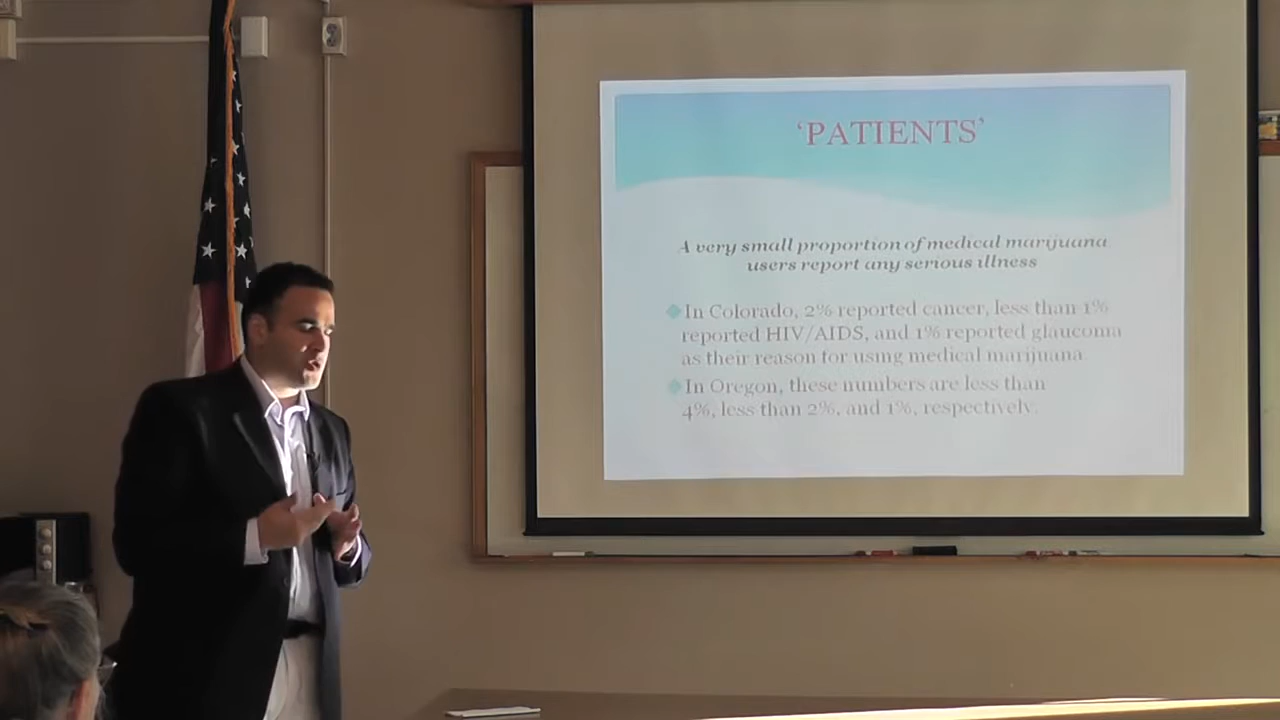 ‘PATIENTS’
A very small proportion of medical marijuana
users report any serious illness
In Colorado, 2% reported cancer, less than 1%
reported HIV/AIDS, and 1% reported glaucoma
as their reason for using medical marijuana.
In Oregon, these numbers are less than
4%, less than 2%, and 1%, respectively.